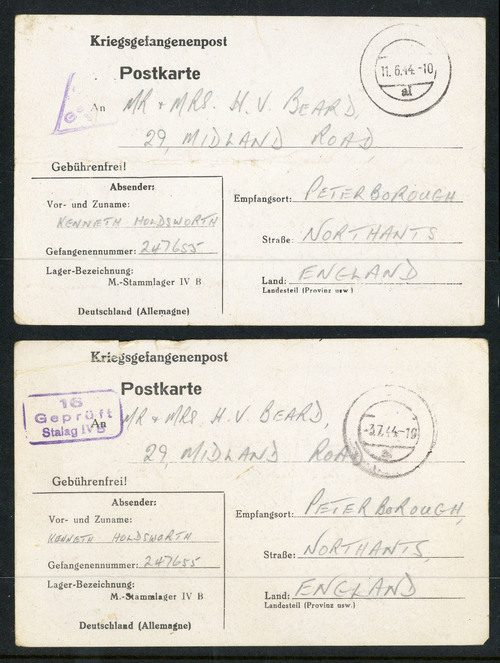 Kriegsgefangenenpost
11.6.44-10
Postkarte
al
An MR + MRS. H. V. BEARD,
29, MIDLAND ROAD
Gebührenfrei!
Absender:
Vor- und Zuname:
KENNETH HOLDSWORTH
Gefangenennummer: 247655
Lager-Bezeichnung:
M.-Stammlager IV B
Deutschland (Allemagne)
Empfangsort: PETERBOROUGH
Straße: NORTHANTS
Land: ENGLAND
Landesteil (Provinz usw.)
Kriegsgefangenenpost
Postkarte
16
Geprüft
Stalag IV B
-3.7.44-16
An MR + MRS H. V. BEARD,
29, MIDLAND ROAD
Gebührenfrei!
Absender:
Vor- und Zuname:
KENNETH HOLDSWORTH
Gefangenennummer: 247655
Lager-Bezeichnung:
M.-Stammlager IV B
Deutschland (Allemagne)
Empfangsort: PETERBOROUGH,
Straße: NORTHANTS,
Land: ENGLAND
Landesteil (Provinz usw.)